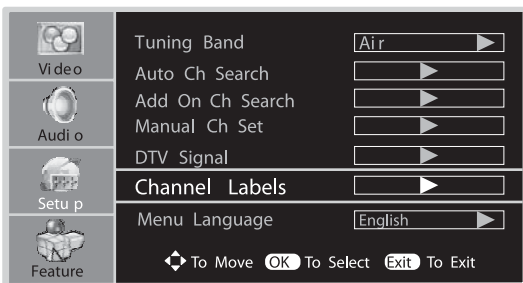 Video
Audio
Setup
Feature
Tuning Band Air
Auto Ch Search
Add On Ch Search
Manual Ch Set
DTV Signal
Channel Labels
Menu Language English
To Move OK To Select Exit To Exit